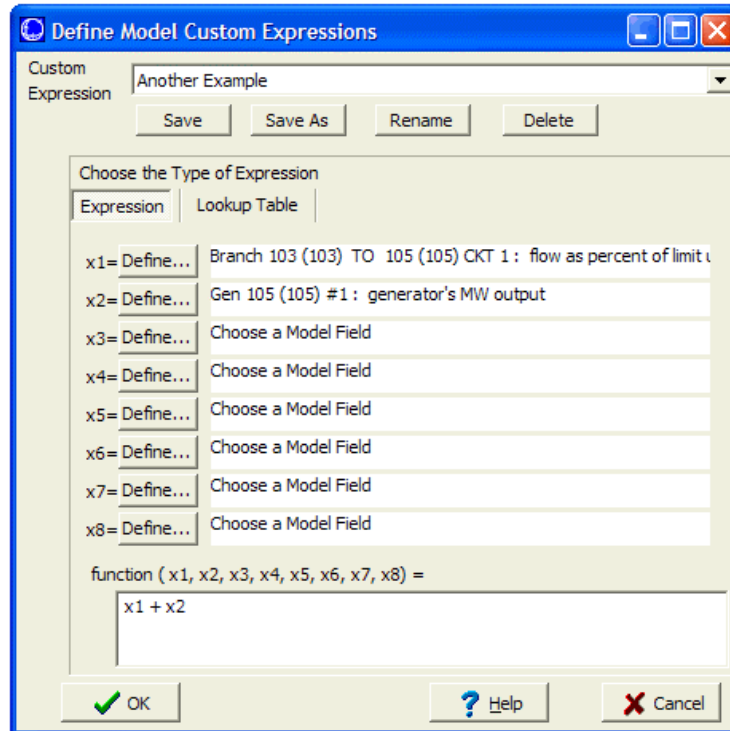 Define Model Custom Expressions
Custom
Expression
Another Example
Save Save As Rename Delete
Choose the Type of Expression
Expression Lookup Table
x1= Define... Branch 103 (103) TO 105 (105) CKT 1 : flow as percent of limit
x2= Define... Gen 105 (105) #1 : generator's MW output
x3= Define... Choose a Model Field
x4= Define... Choose a Model Field
x5= Define... Choose a Model Field
x6= Define... Choose a Model Field
x7= Define... Choose a Model Field
x8= Define... Choose a Model Field
function ( x1, x2, x3, x4, x5, x6, x7, x8) =
x1 + x2
OK Help Cancel